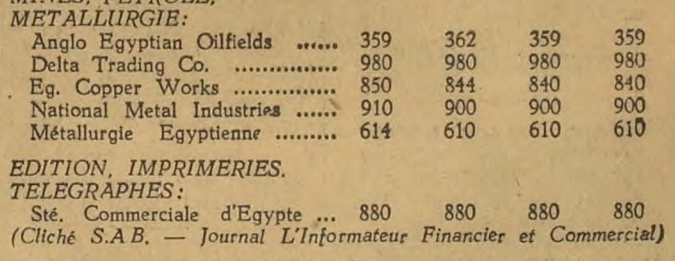 MINES, PETROLE,
METALLURGIE:
Anglo Egyptian Oilfields ...... 359 362 359 359
Delta Trading Co. ............... 980 980 980 980
Eg. Copper Works ............... 850 844 840 840
National Metal Industries ...... 910 900 900 900
Métallurgie Egyptienne ......... 614 610 610 610
EDITION, IMPRIMERIES.
TELEGRAPHES:
Sté. Commerciale d'Egypte ... 880 880 880 880
(Cliché S.A.B. — Journal L'Informateur Financier et Commercial)